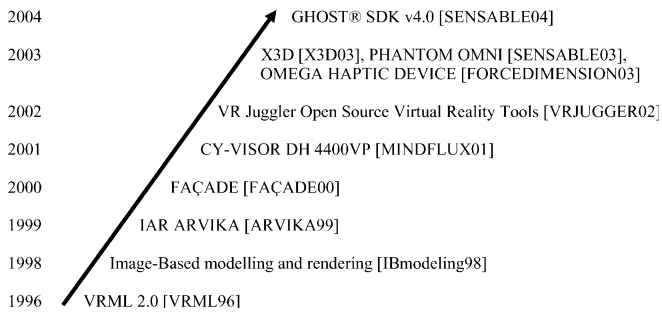 2004 GHOST® SDK v4.0 [SENSABLE04]
2003 X3D [X3D03], PHANTOM OMNI [SENSABLE03],
OMEGA HAPTIC DEVICE [FORCEDIMENSION03]
2002 VR Juggler Open Source Virtual Reality Tools [VRJUGGER02]
2001 CY-VISOR DH 4400VP [MINDFLUX01]
2000 FAÇADE [FAÇADE00]
1999 IAR ARVIKA [ARVIKA99]
1998 Image-Based modelling and rendering [IBmodeling98]
1996 VRML 2.0 [VRML96]